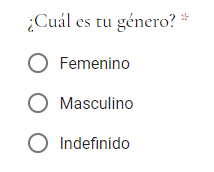 ¿Cuál es tu género? *
Femenino
Masculino
Indefinido